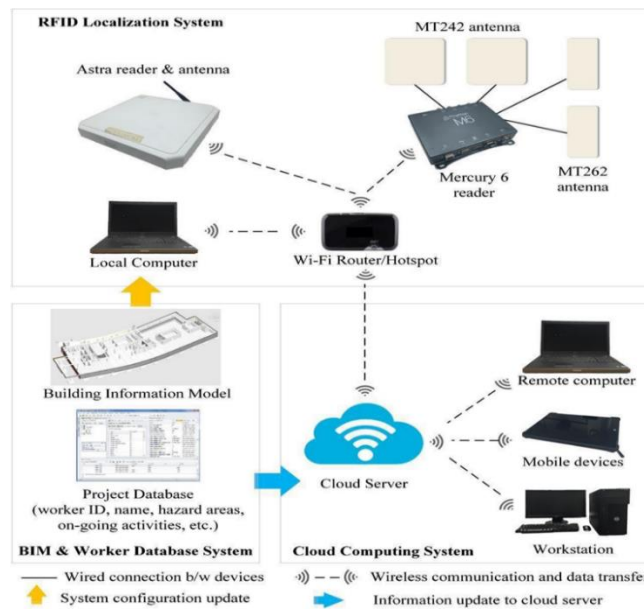 RFID Localization System
MT242 antenna
Astra reader & antenna
M6
Mercury 6
reader
MT262
antenna
Local Computer
Wi-Fi Router/Hotspot
Building Information Model
Remote computer
Mobile devices
Cloud Server
Project Database
(worker ID, name, hazard areas,
on-going activities, etc.)
Workstation
BIM & Worker Database System
Cloud Computing System
Wired connection b/w devices
Wireless communication and data transfer
System configuration update
Information update to cloud server